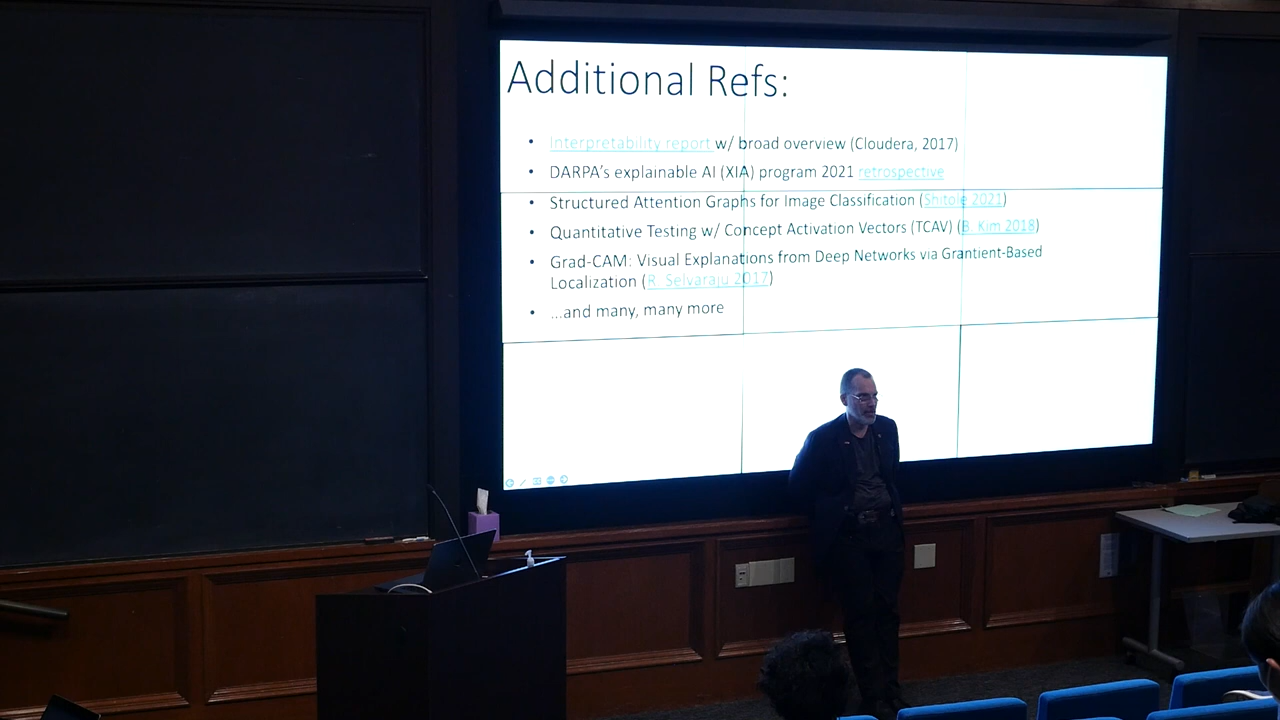 Additional Refs:
• Interpretability report w/ broad overview (Cloudera, 2017)
• DARPA's explainable AI (XIA) program 2021 retrospective
• Structured Attention Graphs for Image Classification (Shitole 2021)
• Quantitative Testing w/ Concept Activation Vectors (TCAV) (B. Kim 2018)
• Grad-CAM: Visual Explanations from Deep Networks via Grantient-Based
Localization (R. Selvaraju 2017)
• ...and many, many more